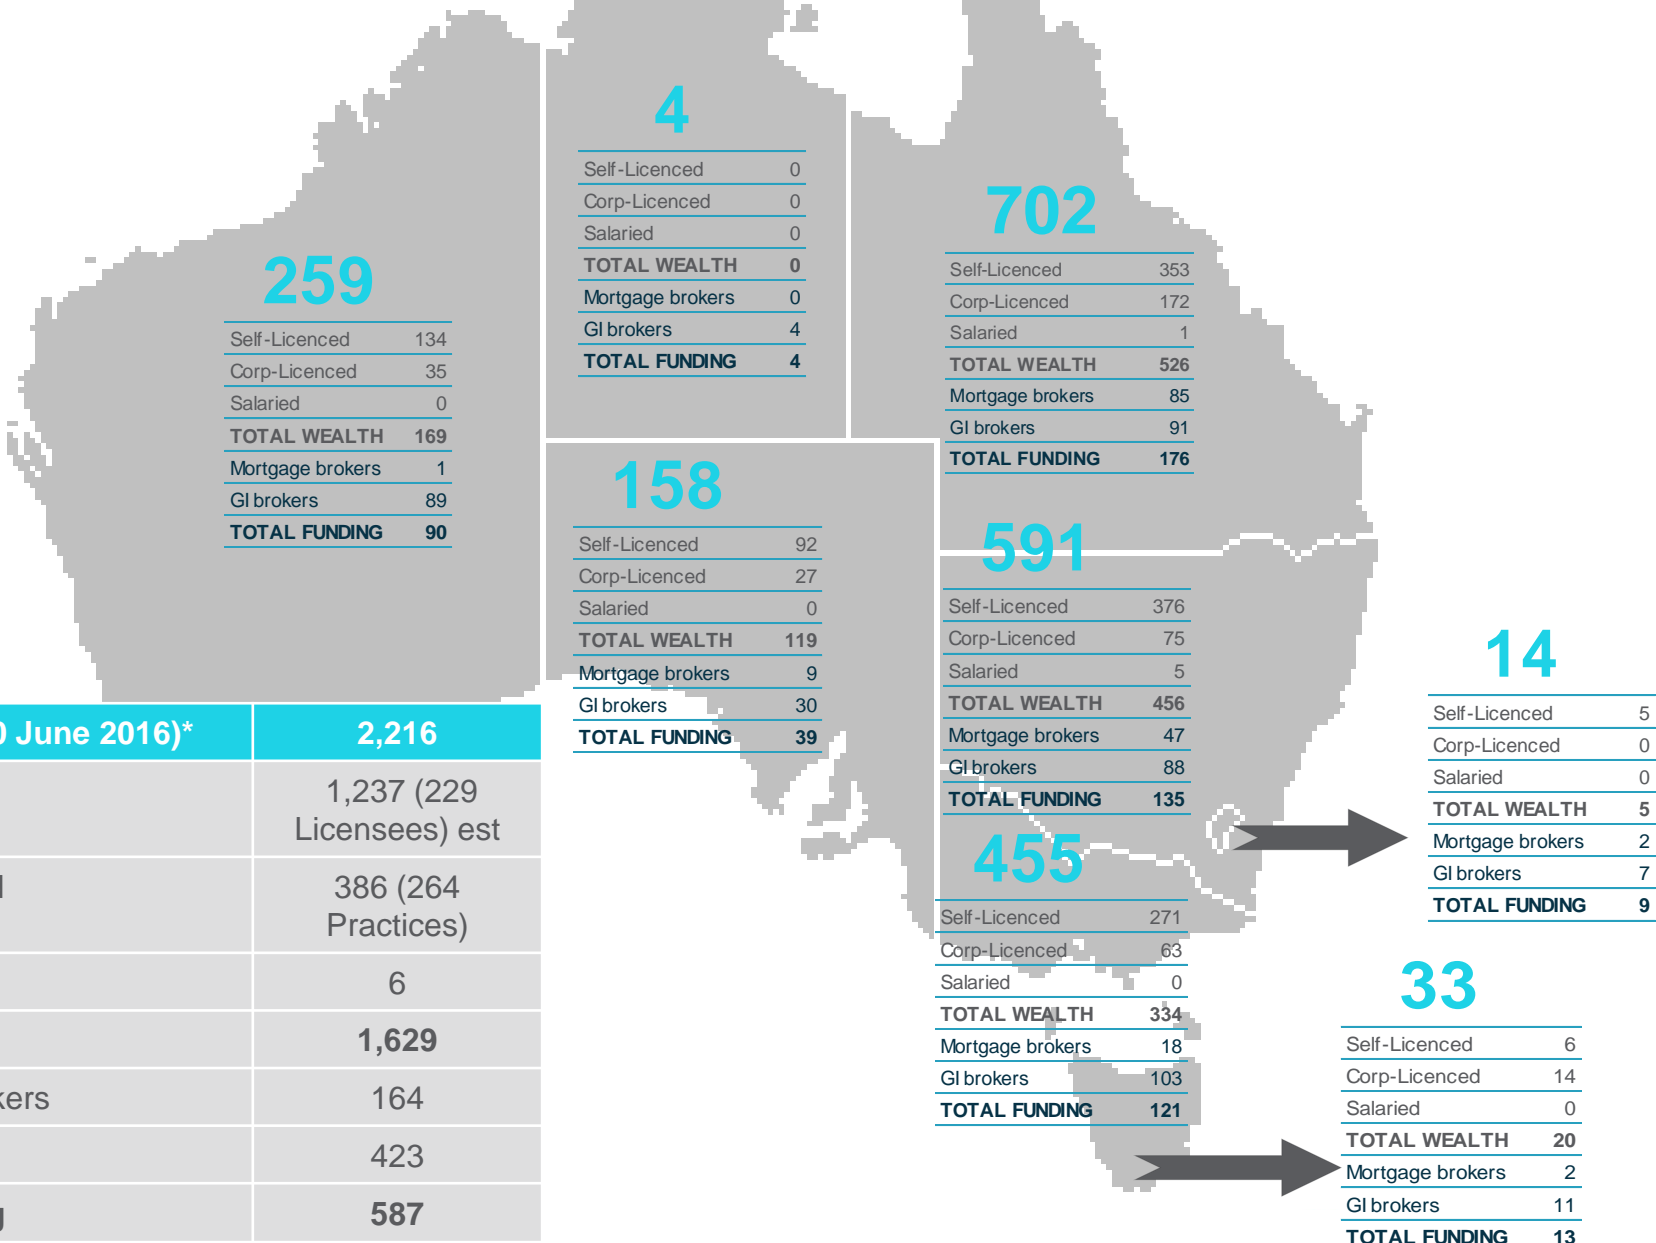 4
Self-Licenced 0
Corp-Licenced 0
Salaried 0
TOTAL WEALTH 0
Mortgage brokers 0
GI brokers 4
TOTAL FUNDING 4
702
Self-Licenced 353
Corp-Licenced 172
Salaried 1
TOTAL WEALTH 526
Mortgage brokers 85
GI brokers 91
TOTAL FUNDING 176
259
Self-Licenced 134
Corp-Licenced 35
Salaried 0
TOTAL WEALTH 169
Mortgage brokers 1
GI brokers 89
TOTAL FUNDING 90
158
Self-Licenced 92
Corp-Licenced 27
Salaried 0
TOTAL WEALTH 119
Mortgage brokers 9
GI brokers 30
TOTAL FUNDING 39
591
Self-Licenced 376
Corp-Licenced 75
Salaried 5
TOTAL WEALTH 456
Mortgage brokers 47
GI brokers 88
TOTAL FUNDING 135
14
Self-Licenced 5
Corp-Licenced 0
Salaried 0
TOTAL WEALTH 5
Mortgage brokers 2
GI brokers 7
TOTAL FUNDING 9
455
Self-Licenced 271
Corp-Licenced 63
Salaried 0
TOTAL WEALTH 334
Mortgage brokers 18
GI brokers 103
TOTAL FUNDING 121
33
Self-Licenced 6
Corp-Licenced 14
Salaried 0
TOTAL WEALTH 20
Mortgage brokers 2
GI brokers 11
TOTAL FUNDING 13
June 2016)* 2,216
1,237 (229
Licensees) est
386 (264
Practices)
6
1,629
164
423
587